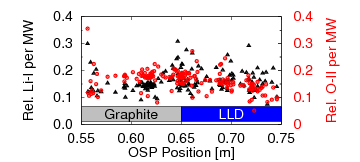 0.4 0.4
0.3 0.3
0.2 0.2
0.1 0.1
0.0 0.0
Rel. Li-I per MW
Rel. O-II per MW
Graphite LLD
0.55 0.60 0.65 0.70 0.75
OSP Position [m]